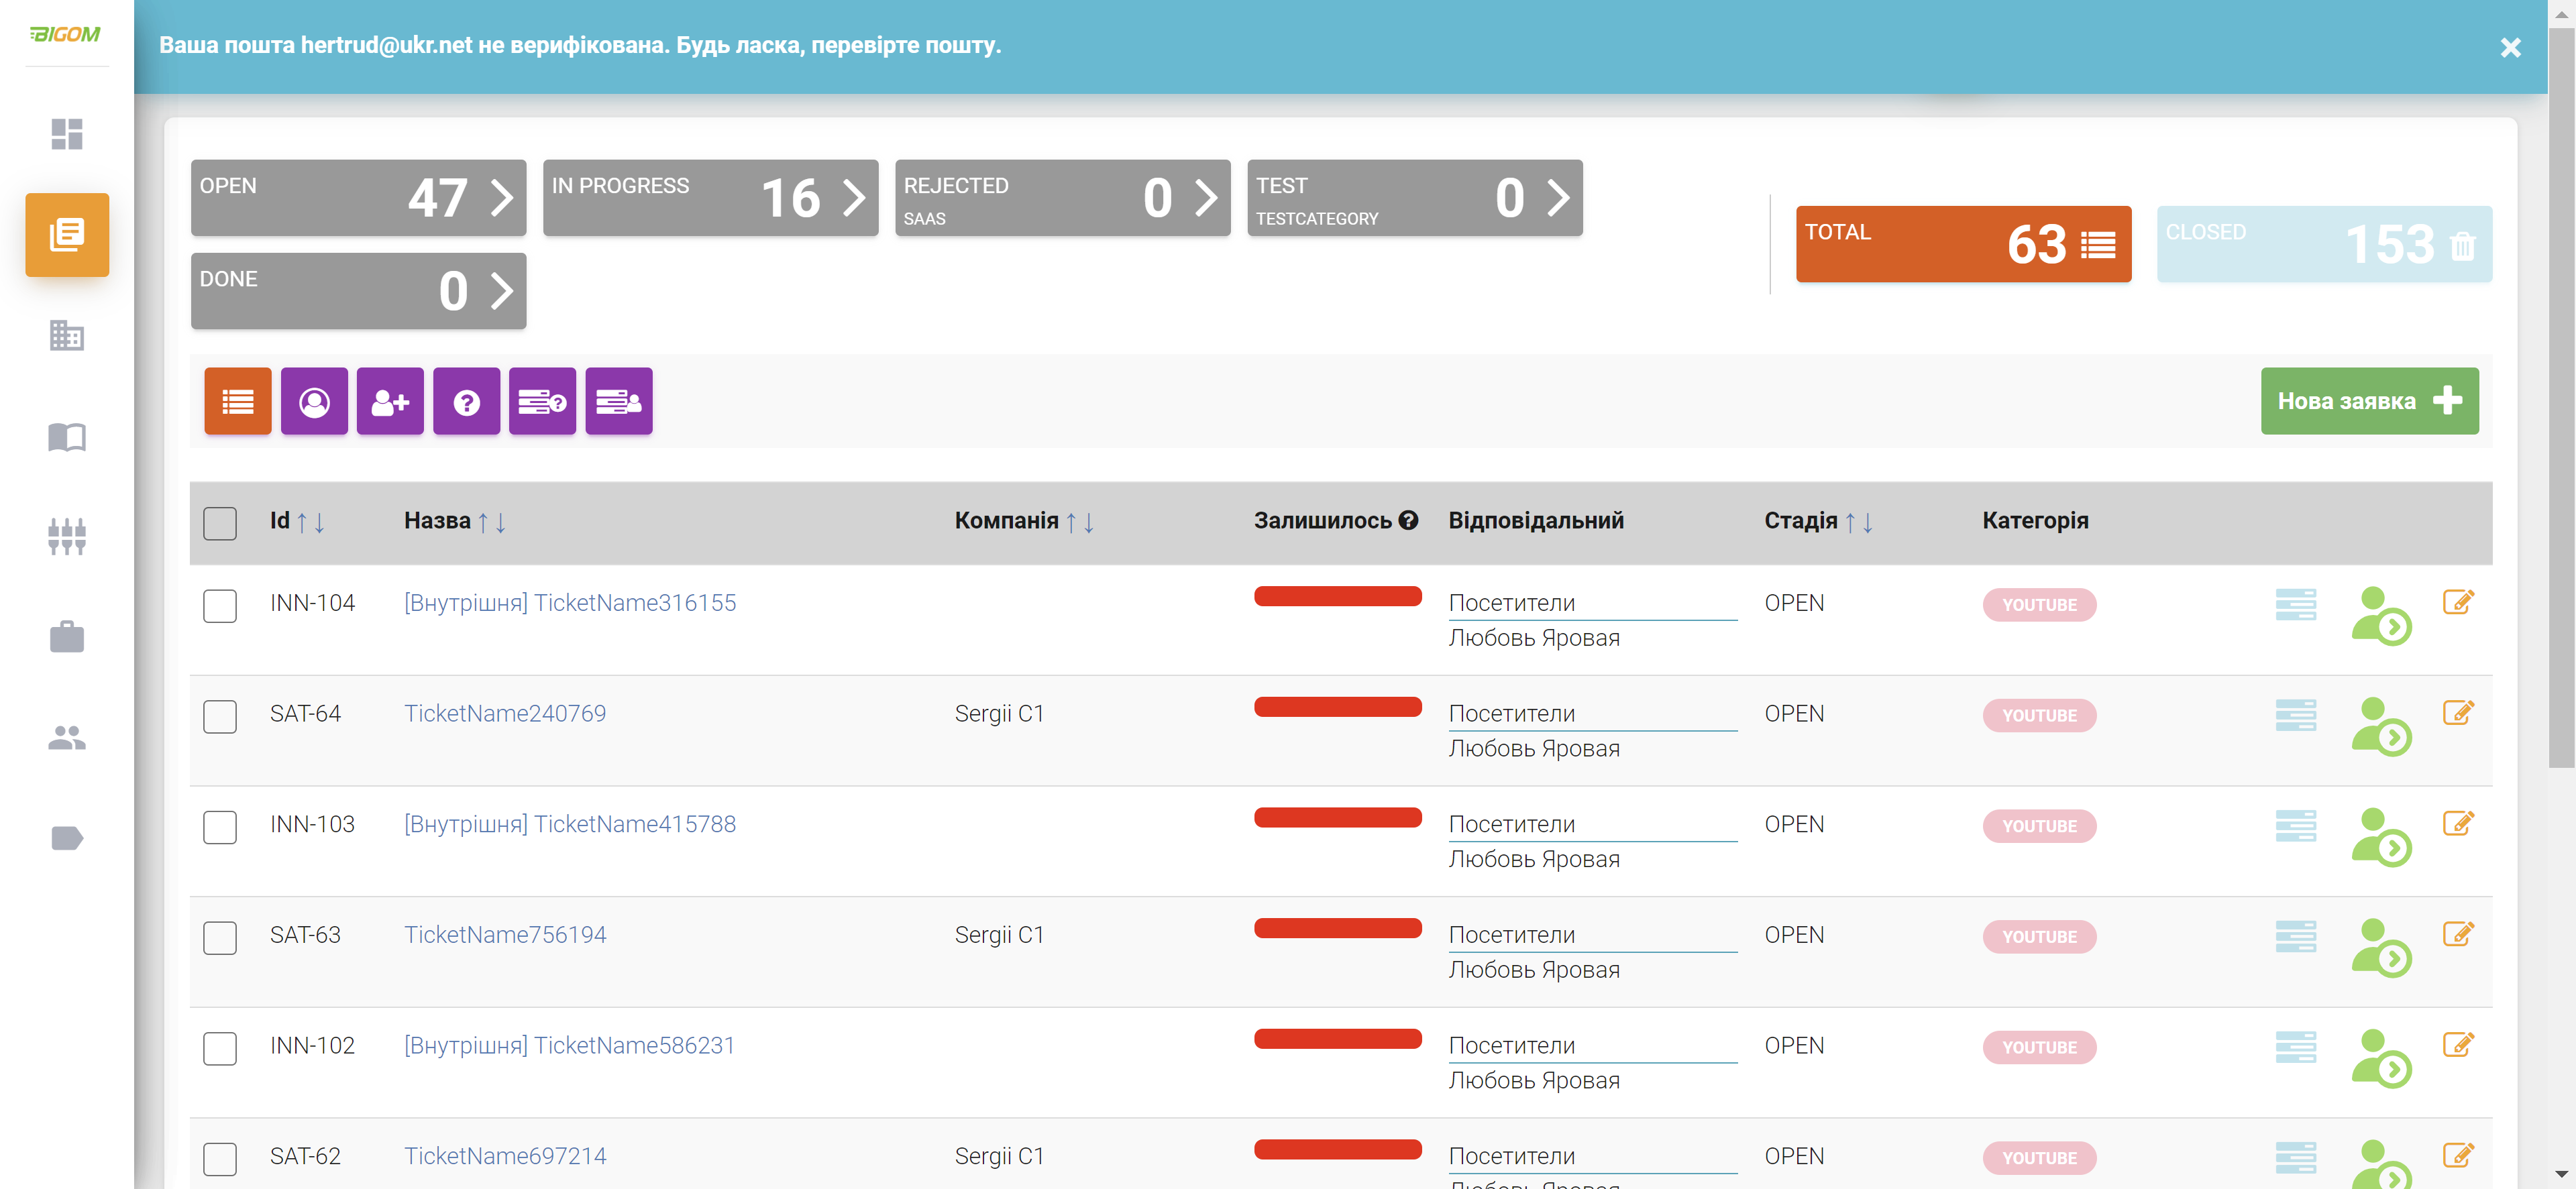 BIGOM
Ваша пошта hertrud@ukr.net не верифікована. Будь ласка, перевірте пошту.
OPEN 47
IN PROGRESS 16
REJECTED 0
SAAS
TEST 0
TESTCATEGORY
DONE 0
TOTAL 63
CLOSED 153
Нова заявка
Id Назва Компанія Залишилось Відповідальний Стадія Категорія
INN-104 [Внутрішня] TicketName316155 Посетители OPEN YOUTUBE
Любовь Яровая
SAT-64 TicketName240769 Sergii C1 Посетители OPEN YOUTUBE
Любовь Яровая
INN-103 [Внутрішня] TicketName415788 Посетители OPEN YOUTUBE
Любовь Яровая
SAT-63 TicketName756194 Sergii C1 Посетители OPEN YOUTUBE
Любовь Яровая
INN-102 [Внутрішня] TicketName586231 Посетители OPEN YOUTUBE
Любовь Яровая
SAT-62 TicketName697214 Sergii C1 Посетители OPEN YOUTUBE